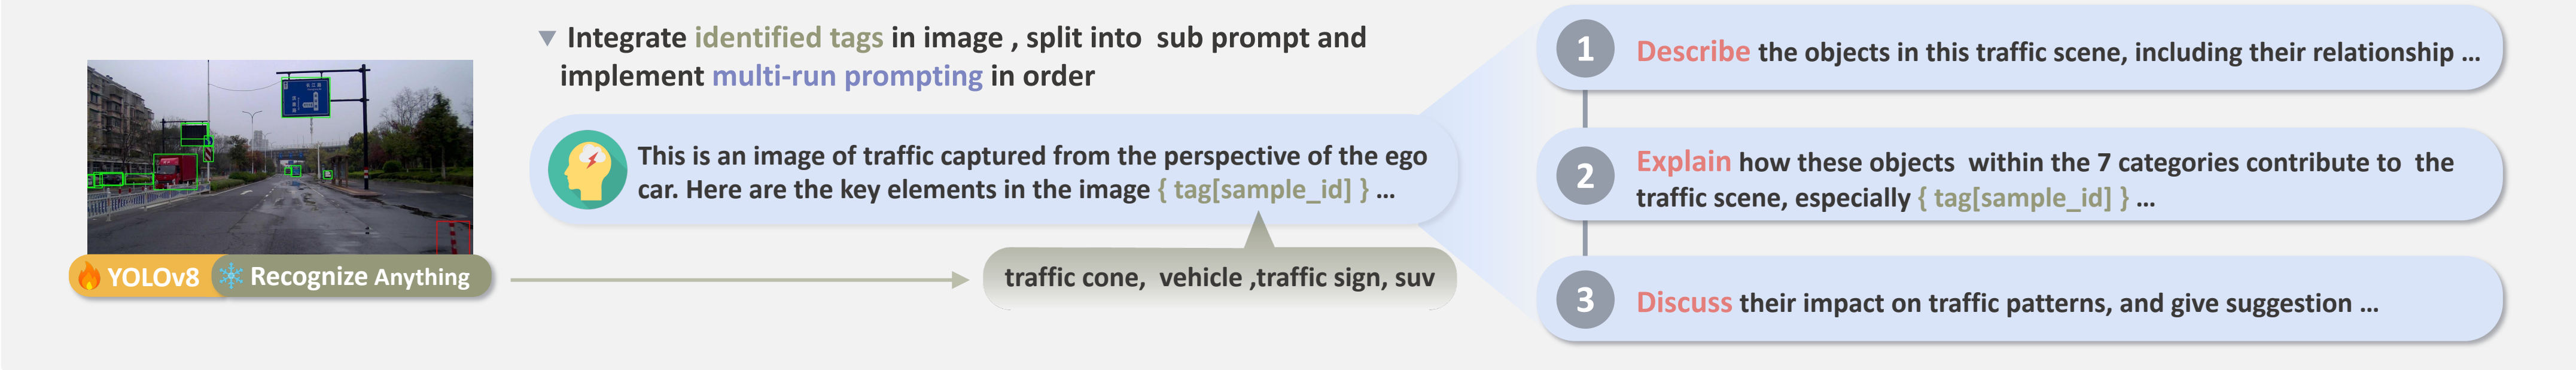 Integrate identified tags in image , split into sub prompt and
implement multi-run prompting in order
This is an image of traffic captured from the perspective of the ego
car. Here are the key elements in the image { tag[sample_id] } ...
YOLOv8
Recognize Anything
traffic cone, vehicle ,traffic sign, suv
1
Describe the objects in this traffic scene, including their relationship ...
2
Explain how these objects within the 7 categories contribute to the
traffic scene, especially { tag[sample_id] } ...
3
Discuss their impact on traffic patterns, and give suggestion ...